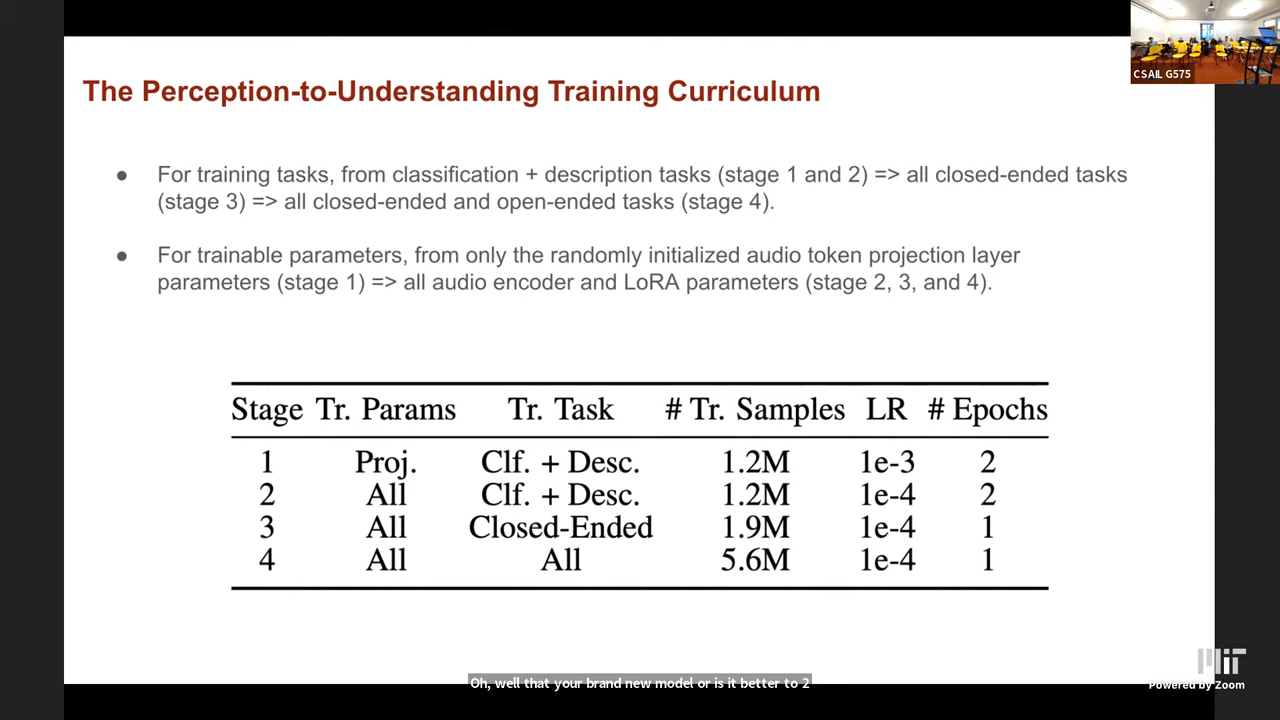 CSAIL G575
The Perception-to-Understanding Training Curriculum
● For training tasks, from classification + description tasks (stage 1 and 2) => all closed-ended tasks
(stage 3) => all closed-ended and open-ended tasks (stage 4).
● For trainable parameters, from only the randomly initialized audio token projection layer
parameters (stage 1) => all audio encoder and LoRA parameters (stage 2, 3, and 4).
Stage Tr. Params Tr. Task # Tr. Samples LR # Epochs
1 Proj. Clf. + Desc. 1.2M 1e-3 2
2 All Clf. + Desc. 1.2M 1e-4 2
3 All Closed-Ended 1.9M 1e-4 1
4 All All 5.6M 1e-4 1
MIT
Powered by Zoom
Oh, well that your brand new model or is it better to 2